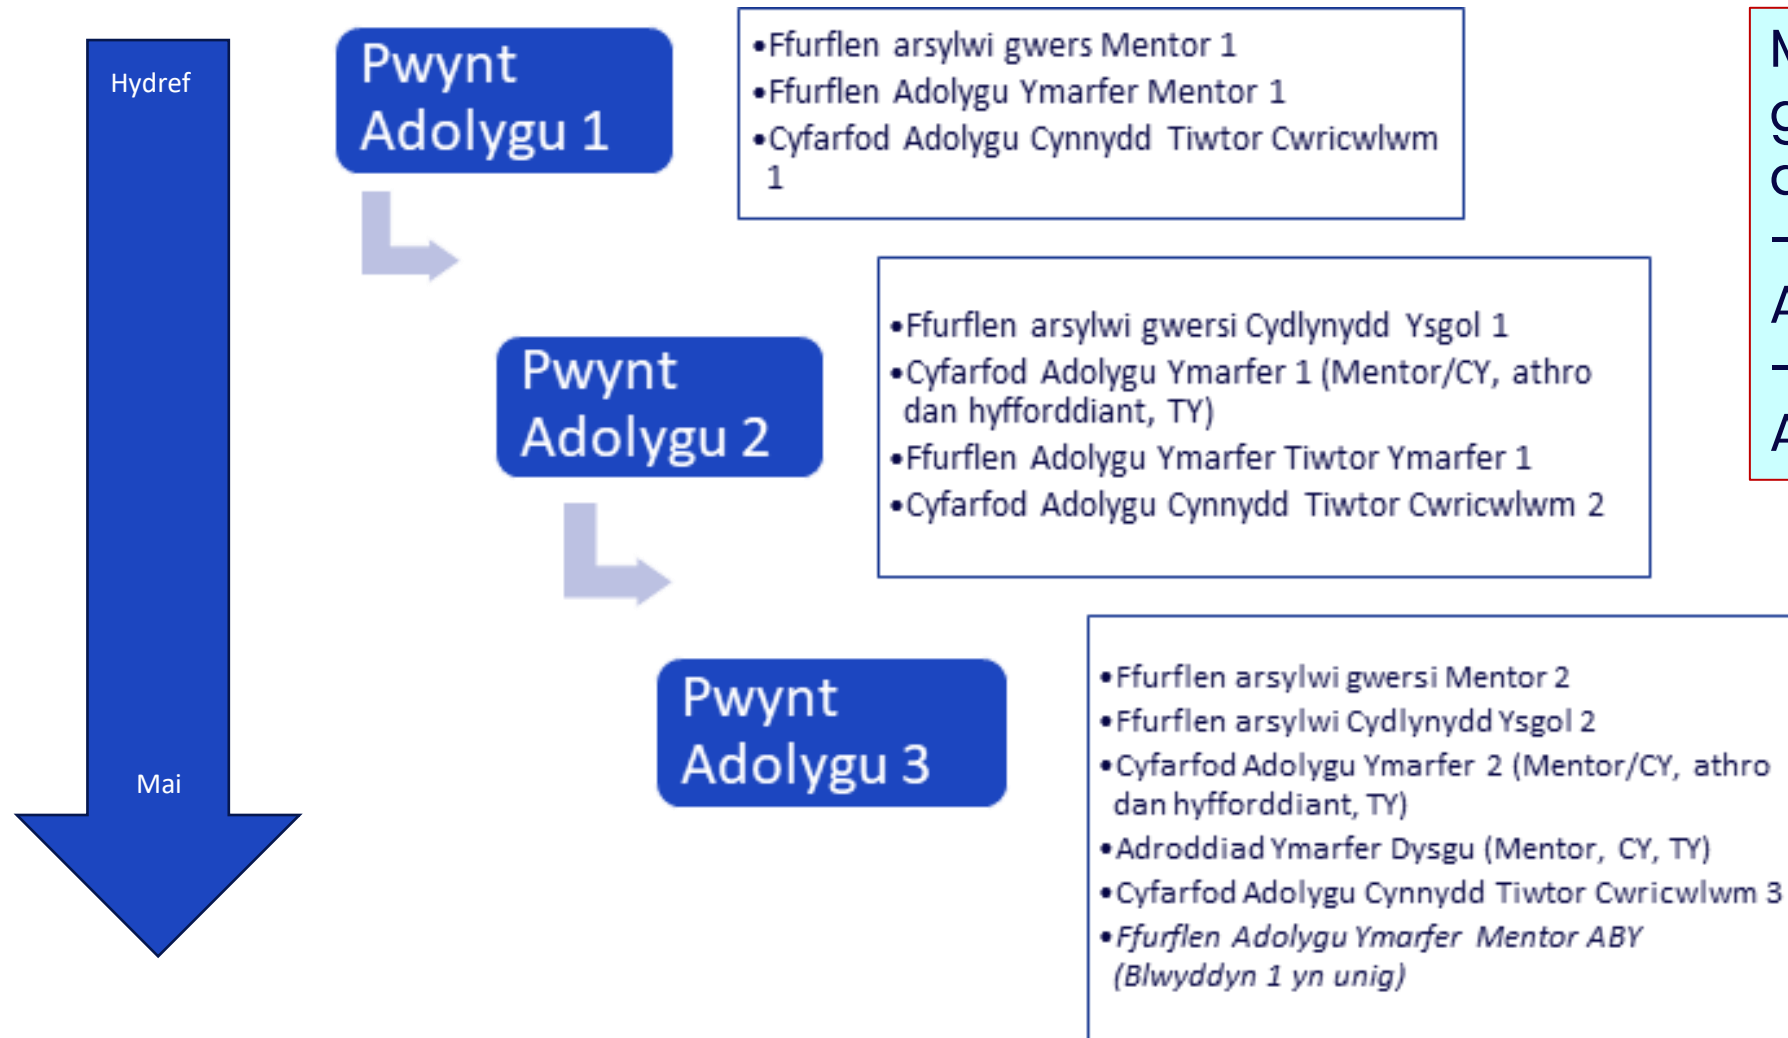 Hydref
Mai
Pwynt
Adolygu 1
•Ffurflen arsylwi gwers Mentor 1
•Ffurflen Adolygu Ymarfer Mentor 1
•Cyfarfod Adolygu Cynnydd Tiwtor Cwricwlwm
1
Pwynt
Adolygu 2
•Ffurflen arsylwi gwersi Cydlynydd Ysgol 1
•Cyfarfod Adolygu Ymarfer 1 (Mentor/CY, athro
dan hyfforddiant, TY)
•Ffurflen Adolygu Ymarfer Tiwtor Ymarfer 1
•Cyfarfod Adolygu Cynnydd Tiwtor Cwricwlwm 2
Pwynt
Adolygu 3
•Ffurflen arsylwi gwersi Mentor 2
•Ffurflen arsylwi Cydlynydd Ysgol 2
•Cyfarfod Adolygu Ymarfer 2 (Mentor/CY, athro
dan hyfforddiant, TY)
•Adroddiad Ymarfer Dysgu (Mentor, CY, TY)
•Cyfarfod Adolygu Cynnydd Tiwtor Cwricwlwm 3
•Ffurflen Adolygu Ymarfer Mentor ABY
(Blwyddyn 1 yn unig)